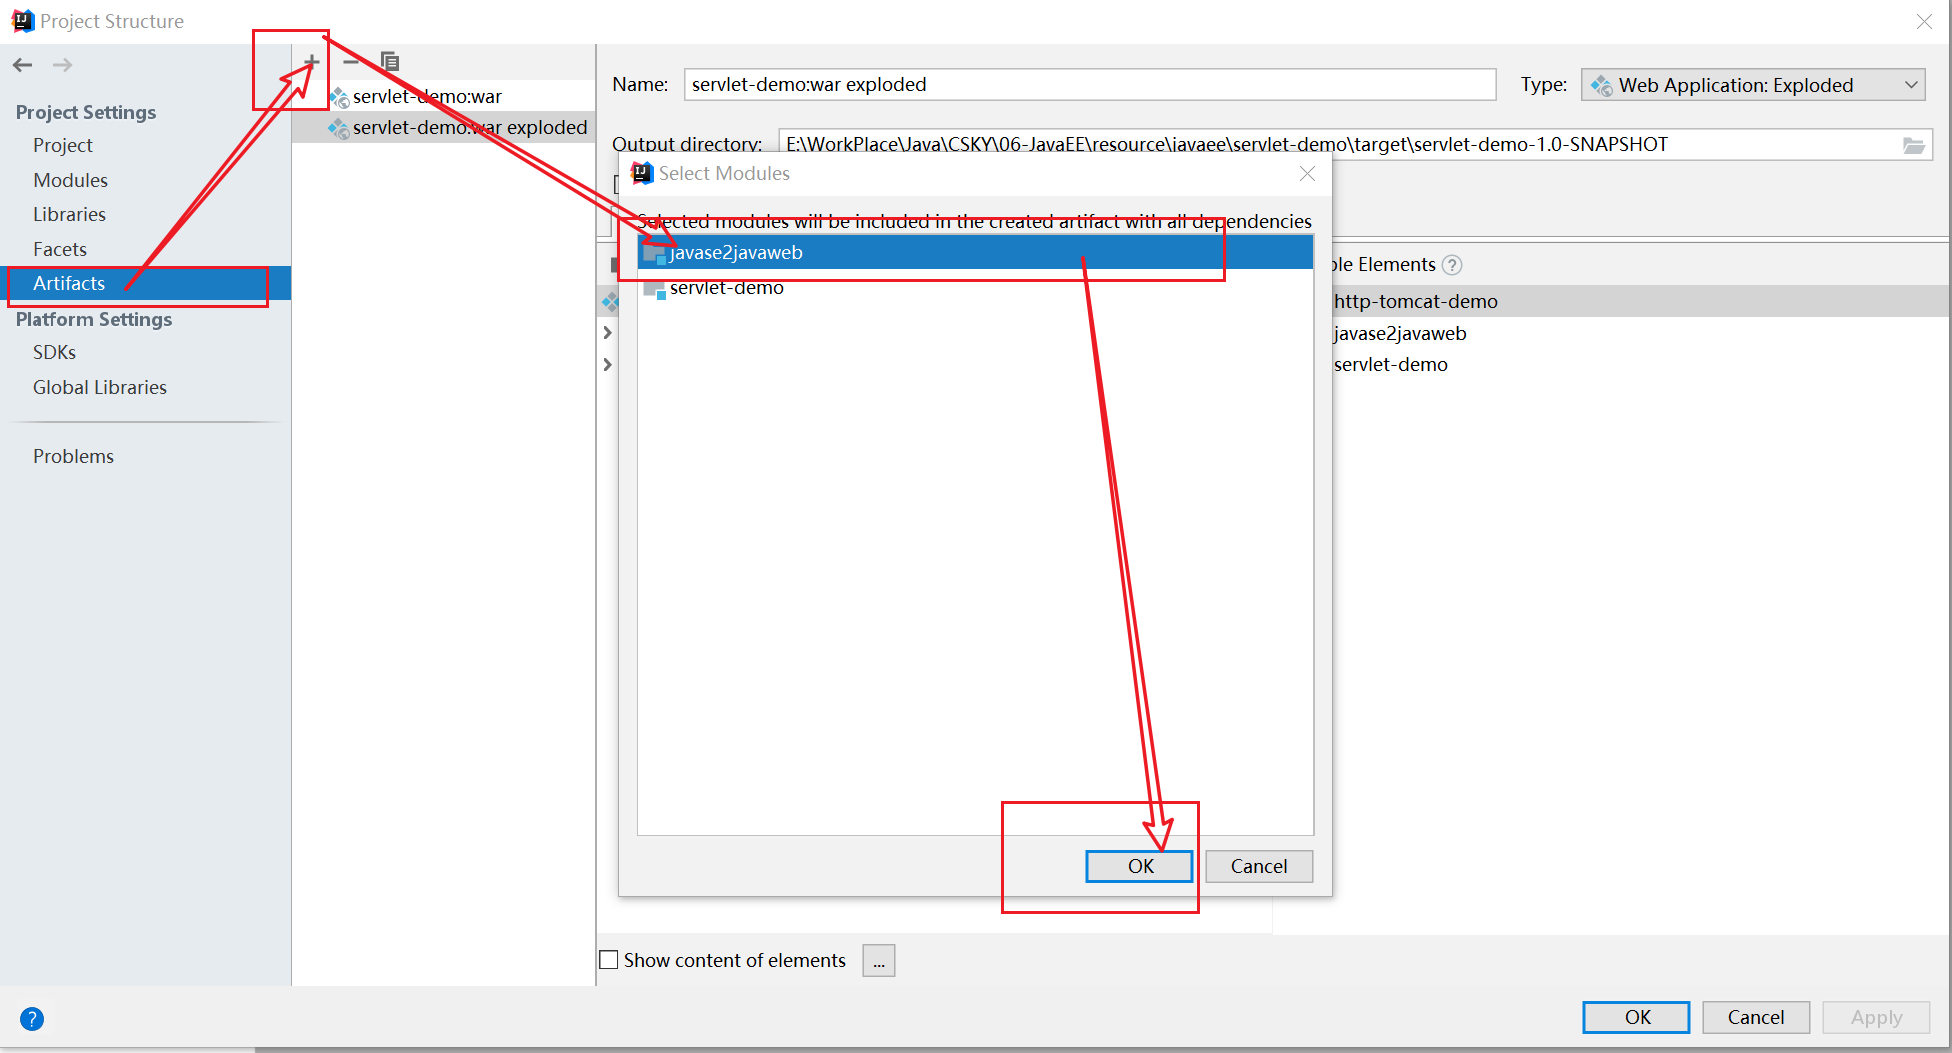 Project Structure
Project Settings
Project
Modules
Libraries
Facets
Artifacts
Platform Settings
SDKs
Global Libraries
Problems
servlet-demo:war
servlet-demo:war exploded
Name: servlet-demo:war exploded Type: Web Application: Exploded
Output directory: E:\WorkPlace\Java\CSKY\06-JavaEE\resource\javaee\servlet-demo\target\servlet-demo-1.0-SNAPSHOT
Select Modules
Selected modules will be included in the created artifact with all dependencies
javase2javaweb
servlet-demo
OK Cancel
Elements ?
http-tomcat-demo
javase2javaweb
servlet-demo
Show content of elements ...
? OK Cancel Apply